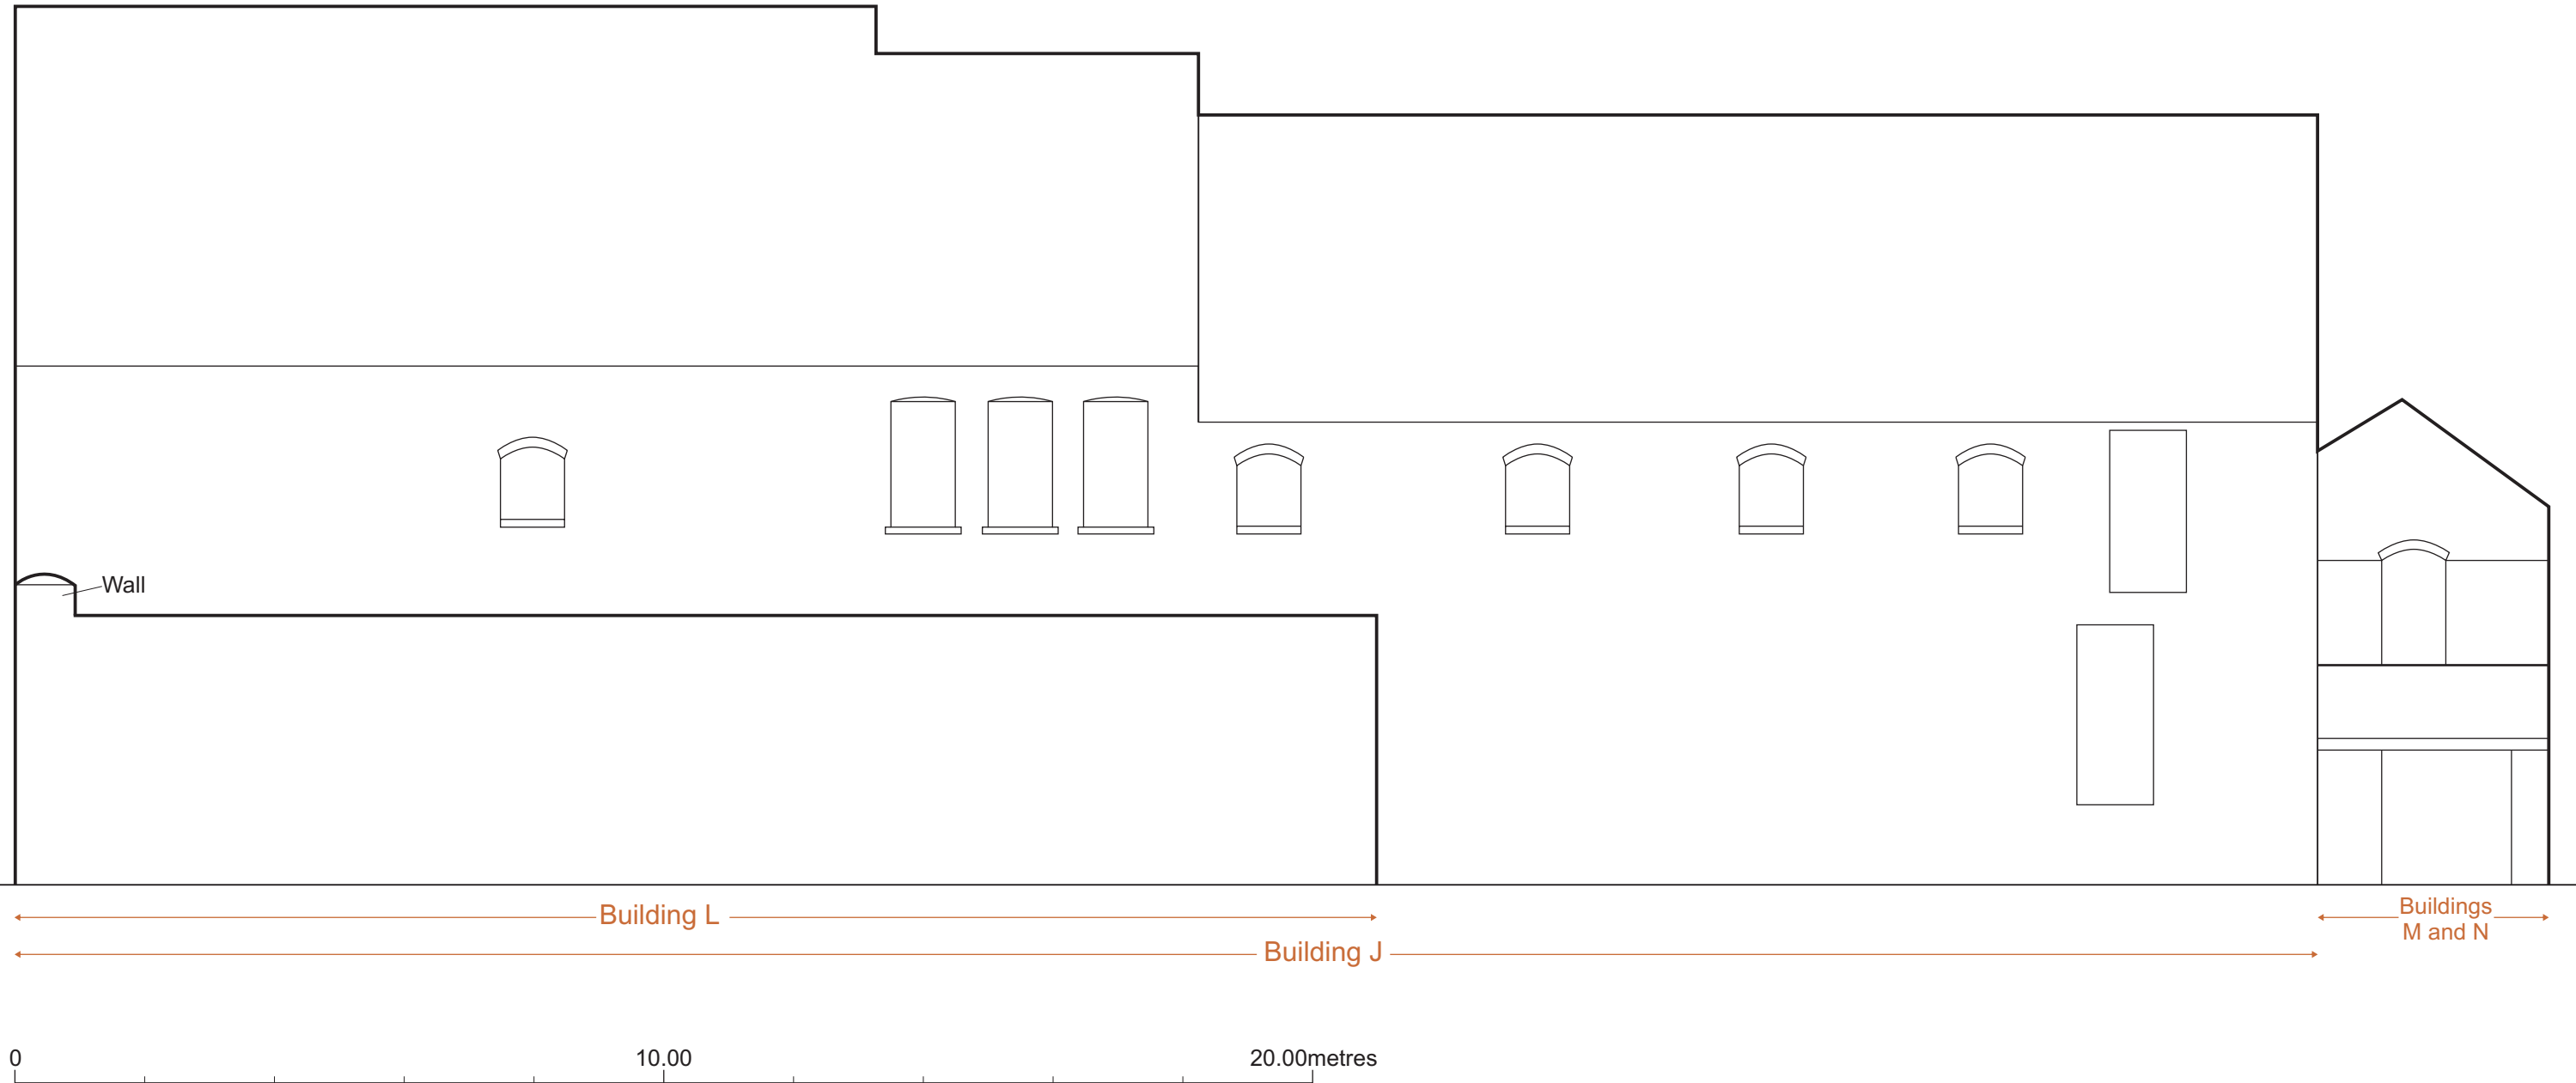 Wall
Building L
Buildings
M and N
Building J
0 10.00 20.00metres